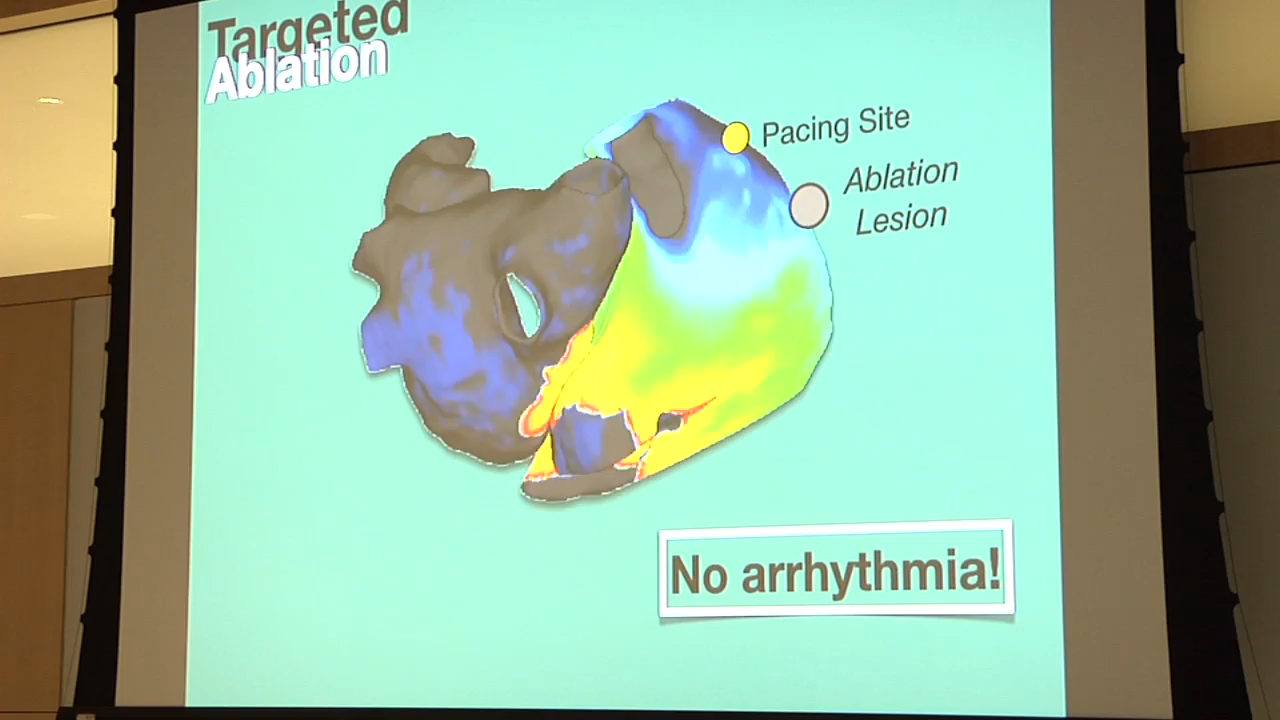 Targeted
Ablation
Pacing Site
Ablation
Lesion
No arrhythmia!